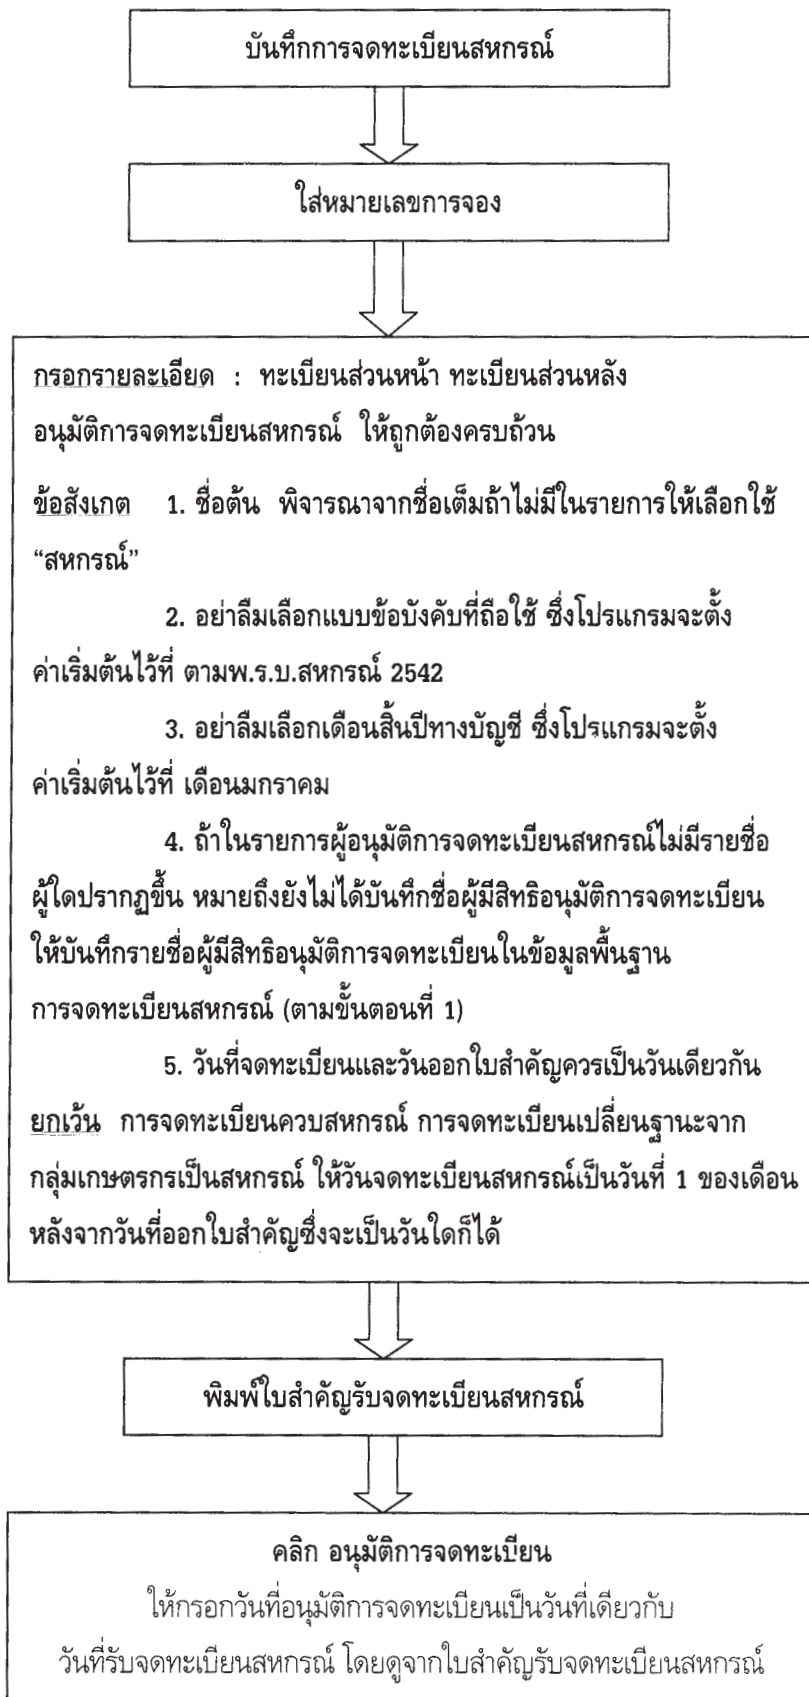 บันทึกการจดทะเบียนสหกรณ์
ใส่หมายเลขการจอง
กรอกรายละเอียด : ทะเบียนส่วนหน้า ทะเบียนส่วนหลัง
อนุมัติการจดทะเบียนสหกรณ์ ให้ถูกต้องครบถ้วน
ข้อสังเกต 1. ชื่อต้น พิจารณาจากชื่อเต็มถ้าไม่มีในรายการให้เลือกใช้
“สหกรณ์”
2. อย่าลืมเลือกแบบข้อบังคับที่ถือใช้ ซึ่งโปรแกรมจะตั้ง
ค่าเริ่มต้นไว้ที่ ตามพ.ร.บ.สหกรณ์ 2542
3. อย่าลืมเลือกเดือนสิ้นปีทางบัญชี ซึ่งโปรแกรมจะตั้ง
ค่าเริ่มต้นไว้ที่ เดือนมกราคม
4. ถ้าในรายการผู้อนุมัติการจดทะเบียนสหกรณ์ไม่มีรายชื่อ
ผู้ใดปรากฏขึ้น หมายถึงยังไม่ได้บันทึกชื่อผู้มีสิทธิอนุมัติการจดทะเบียน
ให้บันทึกรายชื่อผู้มีสิทธิอนุมัติการจดทะเบียนในข้อมูลพื้นฐาน
การจดทะเบียนสหกรณ์ (ตามขั้นตอนที่ 1)
5. วันที่จดทะเบียนและวันออกใบสำคัญควรเป็นวันเดียวกัน
ยกเว้น การจดทะเบียนควบสหกรณ์ การจดทะเบียนเปลี่ยนฐานะจาก
กลุ่มเกษตรกรเป็นสหกรณ์ ให้วันจดทะเบียนสหกรณ์เป็นวันที่ 1 ของเดือน
หลังจากวันที่ออกใบสำคัญซึ่งจะเป็นวันใดก็ได้
พิมพ์ใบสำคัญรับจดทะเบียนสหกรณ์
คลิก อนุมัติการจดทะเบียน
ให้กรอกวันที่อนุมัติการจดทะเบียนเป็นวันที่เดียวกับ
วันที่รับจดทะเบียนสหกรณ์ โดยดูจากใบสำคัญรับจดทะเบียนสหกรณ์